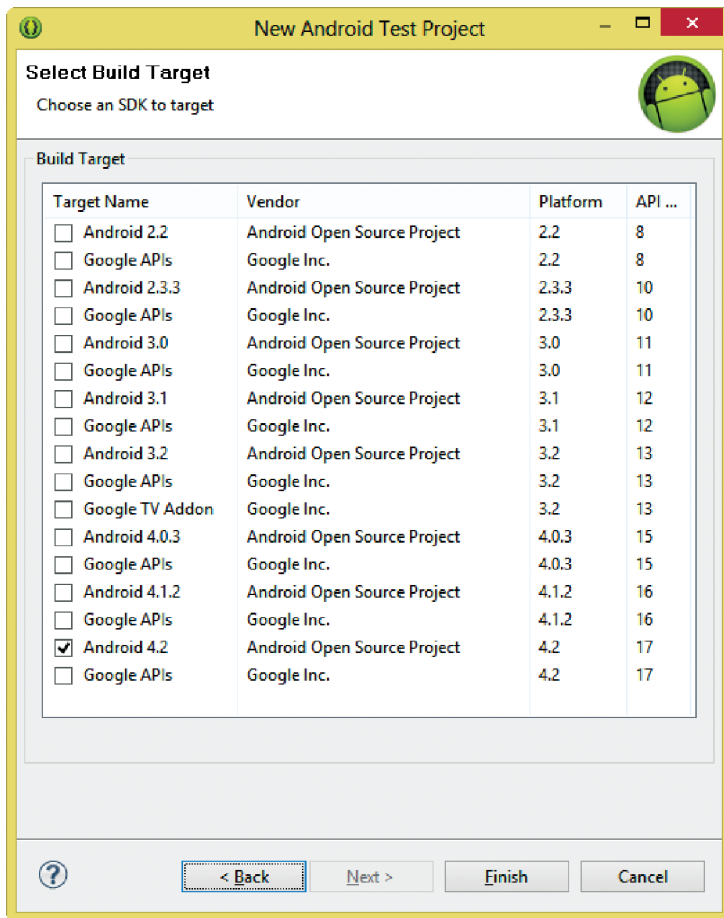 New Android Test Project
Select Build Target
Choose an SDK to target
Build Target
Target Name Vendor Platform API ...
Android 2.2 Android Open Source Project 2.2 8
Google APIs Google Inc. 2.2 8
Android 2.3.3 Android Open Source Project 2.3.3 10
Google APIs Google Inc. 2.3.3 10
Android 3.0 Android Open Source Project 3.0 11
Google APIs Google Inc. 3.0 11
Android 3.1 Android Open Source Project 3.1 12
Google APIs Google Inc. 3.1 12
Android 3.2 Android Open Source Project 3.2 13
Google APIs Google Inc. 3.2 13
Google TV Addon Google Inc. 3.2 13
Android 4.0.3 Android Open Source Project 4.0.3 15
Google APIs Google Inc. 4.0.3 15
Android 4.1.2 Android Open Source Project 4.1.2 16
Google APIs Google Inc. 4.1.2 16
Android 4.2 Android Open Source Project 4.2 17
Google APIs Google Inc. 4.2 17
? < Back Next > Finish Cancel